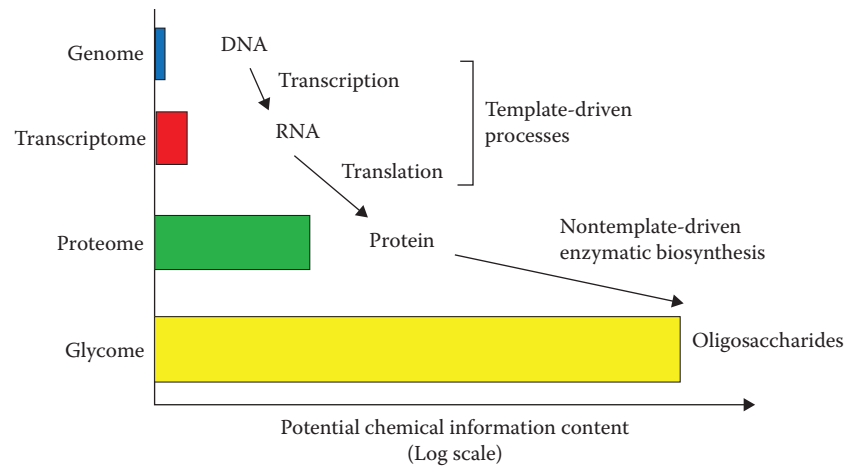 Genome
DNA
Transcription
Template-driven
processes
Transcriptome
RNA
Translation
Proteome
Protein
Nontemplate-driven
enzymatic biosynthesis
Glycome
Oligosaccharides
Potential chemical information content
(Log scale)